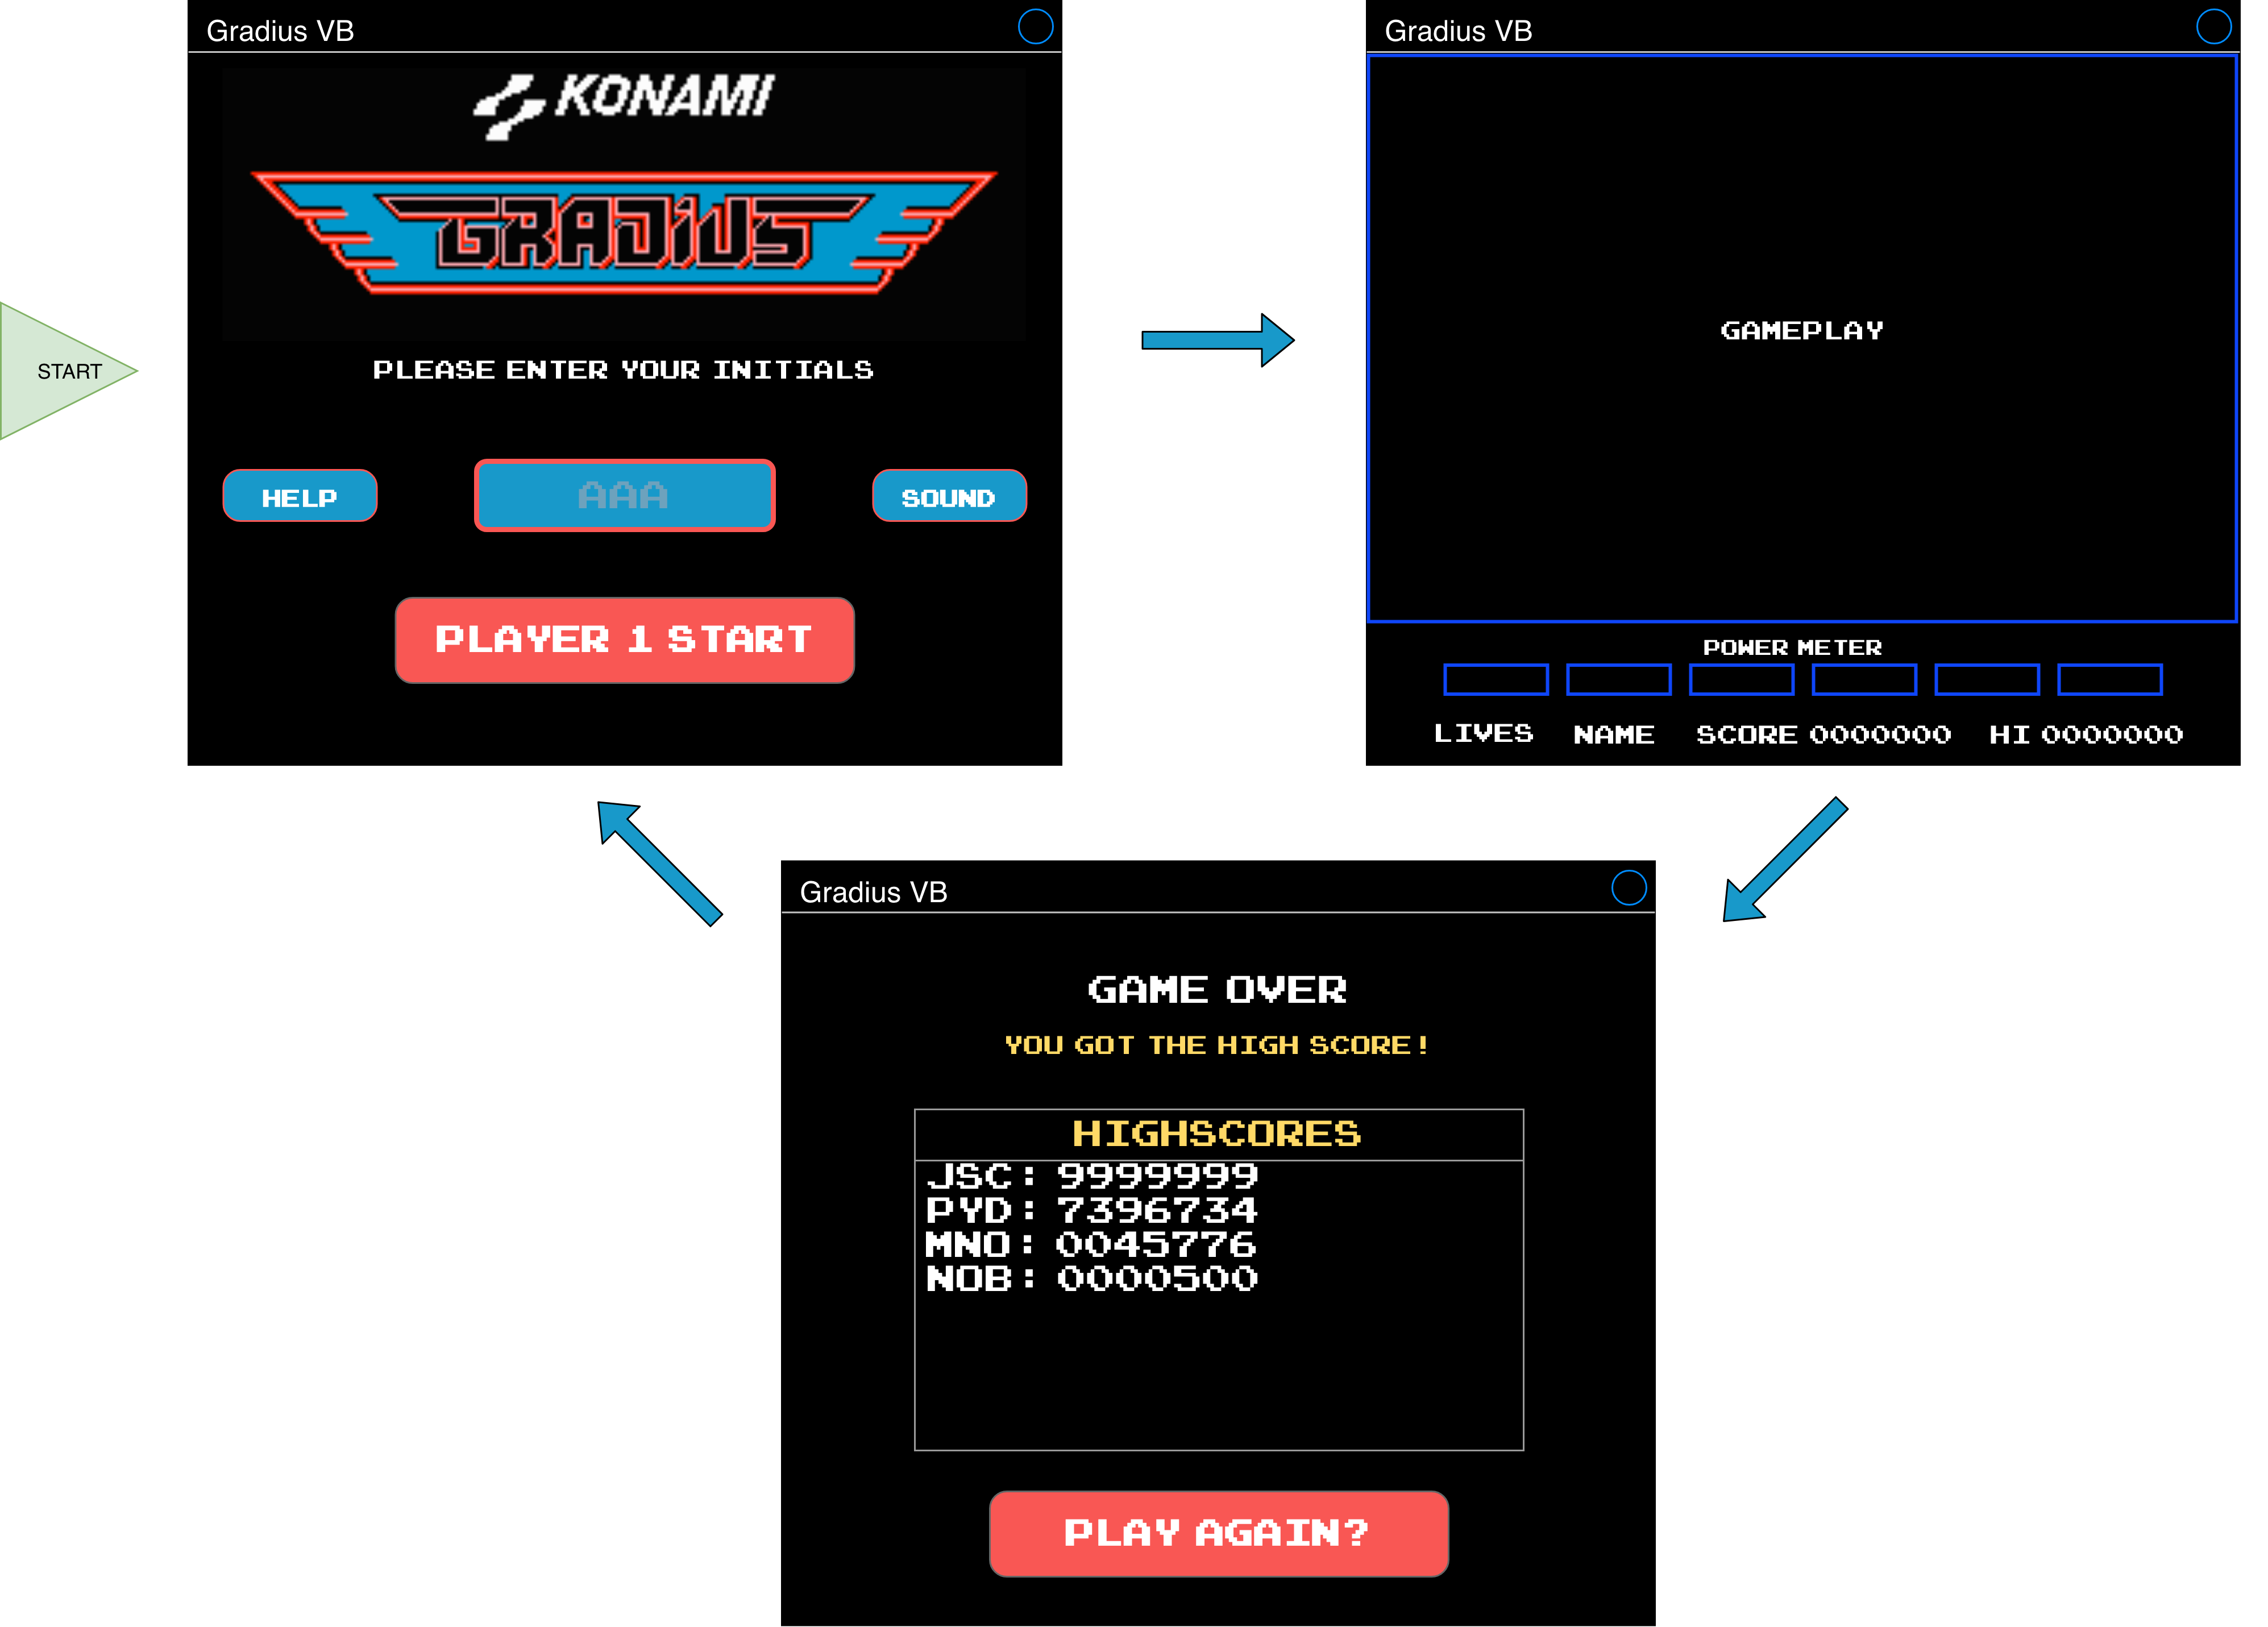 START
Gradius VB
KONAMI
GRADIUS
PLEASE ENTER YOUR INITIALS
HELP
AAA
SOUND
PLAYER 1 START
Gradius VB
GAMEPLAY
POWER METER
LIVES NAME SCORE 0000000 HI 0000000
Gradius VB
GAME OVER
YOU GOT THE HIGH SCORE!
HIGHSCORES
JSC: 9999999
PYD: 7396734
MNO: 0045776
NOB: 0000500
PLAY AGAIN?